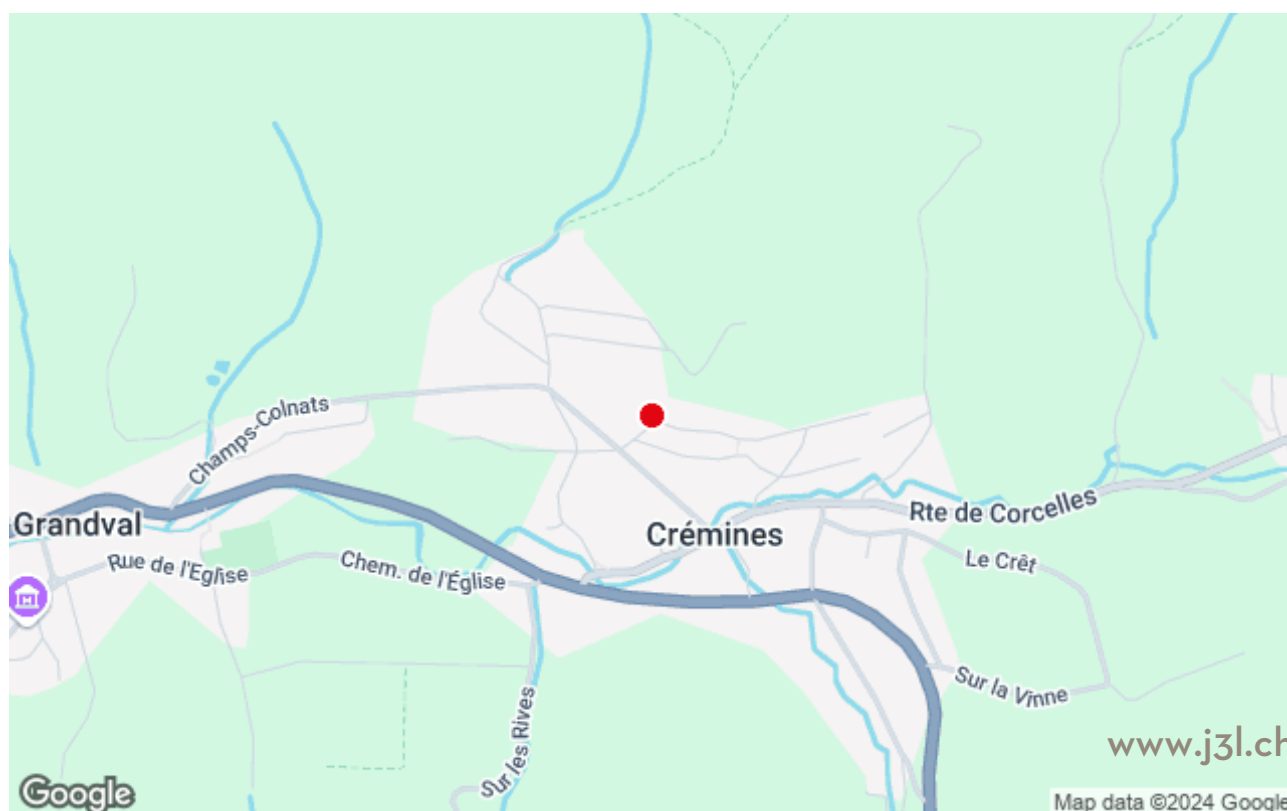 Champs-Colnats
Grandval
Rue de l'Eglise
Chem. de l'Église
Crémines
Rte de Corcelles
Le Crêt
Sur la Vinne
Sur les Rives
www.j3l.ch
Google
Map data ©2024 Google